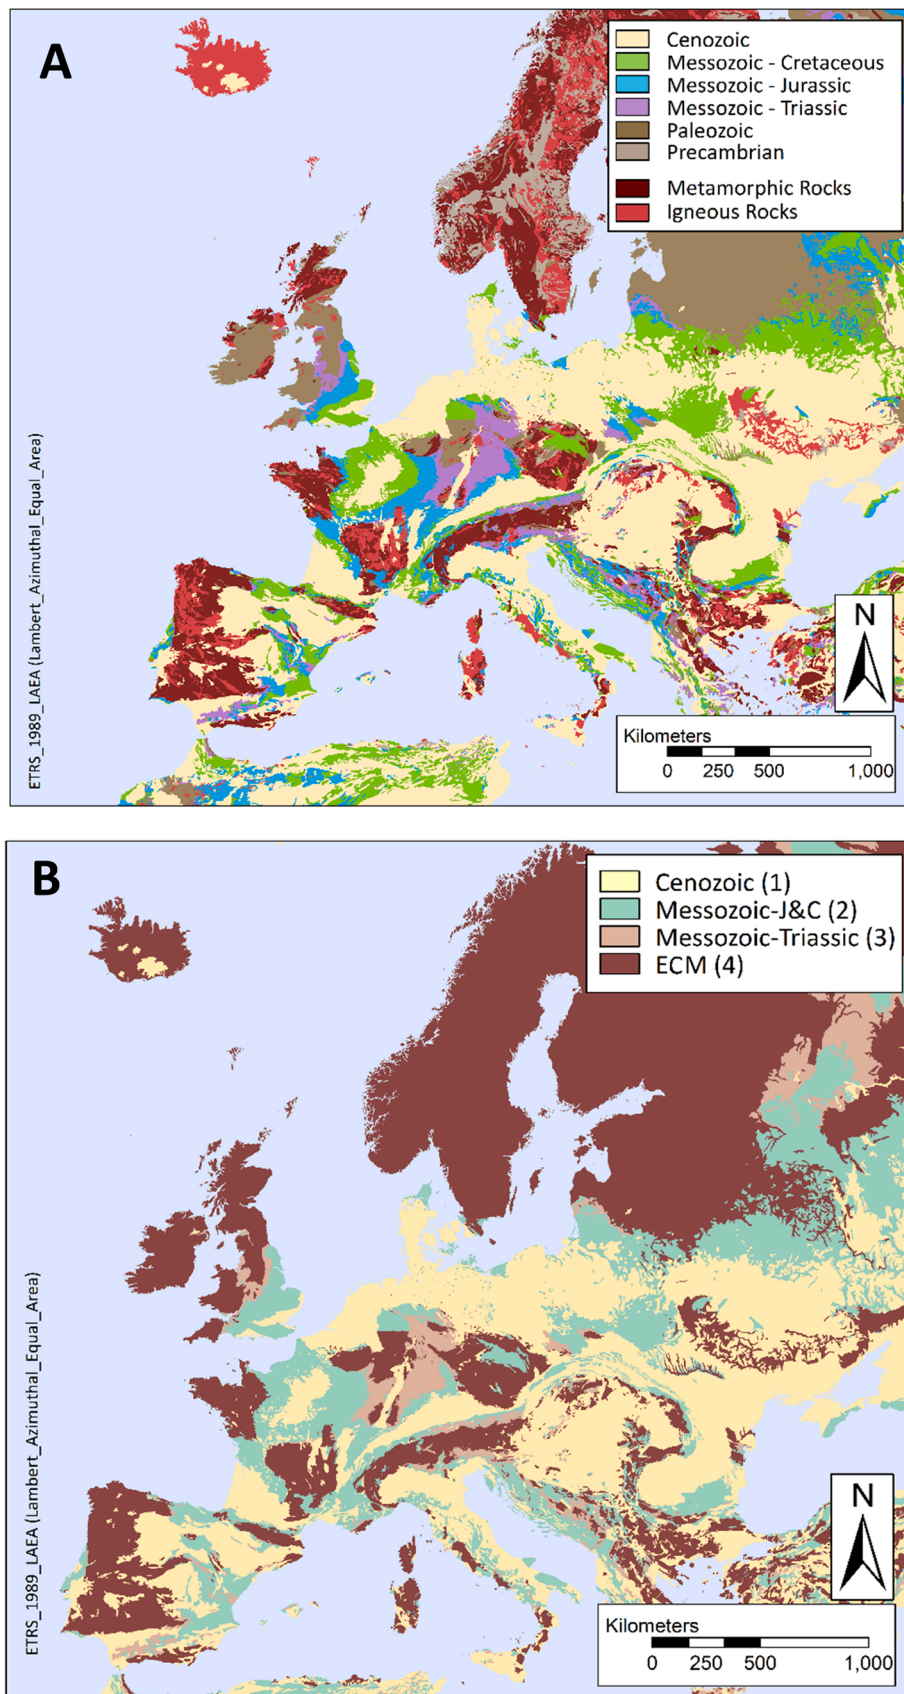 A
Cenozoic
Messozoic - Cretaceous
Messozoic - Jurassic
Messozoic - Triassic
Paleozoic
Precambrian
Metamorphic Rocks
Igneous Rocks
ETRS_1989_LAEA (Lambert_Azimuthal_Equal_Area)
N
Kilometers
0 250 500 1,000
B
Cenozoic (1)
Messozoic-J&C (2)
Messozoic-Triassic (3)
ECM (4)
ETRS_1989_LAEA (Lambert_Azimuthal_Equal_Area)
N
Kilometers
0 250 500 1,000